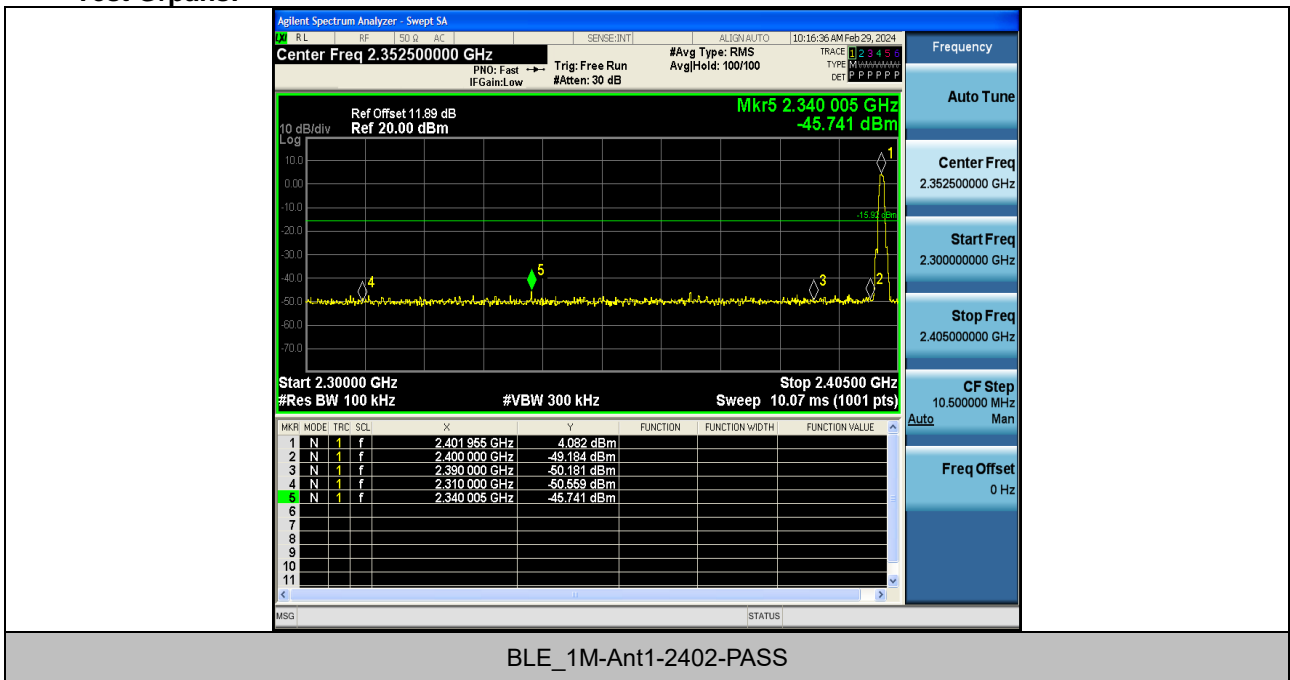 Agilent Spectrum Analyzer - Swept SA
RL RF 50 Ω AC SENSE:INT ALIGN AUTO 10:16:36 AM Feb 29, 2024
Center Freq 2.352500000 GHz
PNO: Fast
IFGain:Low
Trig: Free Run
#Atten: 30 dB
#Avg Type: RMS
Avg|Hold: 100/100
TRACE 1 2 3 4 5 6
TYPE M
DET P P P P P P
Frequency
Auto Tune
Center Freq
2.352500000 GHz
Start Freq
2.300000000 GHz
Stop Freq
2.405000000 GHz
CF Step
10.500000 MHz
Auto Man
Freq Offset
0 Hz
Mkr5 2.340 005 GHz
-45.741 dBm
Ref Offset 11.89 dB
10 dB/div Ref 20.00 dBm
Log
10.0
0.00
-10.0
-20.0
-30.0
-40.0
-50.0
-60.0
-70.0
1
-15.92 dBm
4
5
3
2
Start 2.30000 GHz Stop 2.40500 GHz
#Res BW 100 kHz #VBW 300 kHz Sweep 10.07 ms (1001 pts)
MKR MODE TRC SCL X Y FUNCTION FUNCTION WIDTH FUNCTION VALUE
1 N 1 f 2.401 955 GHz 4.082 dBm
2 N 1 f 2.400 000 GHz -49.184 dBm
3 N 1 f 2.390 000 GHz -50.181 dBm
4 N 1 f 2.310 000 GHz -50.559 dBm
5 N 1 f 2.340 005 GHz -45.741 dBm
6
7
8
9
10
11
MSG STATUS
BLE_1M-Ant1-2402-PASS